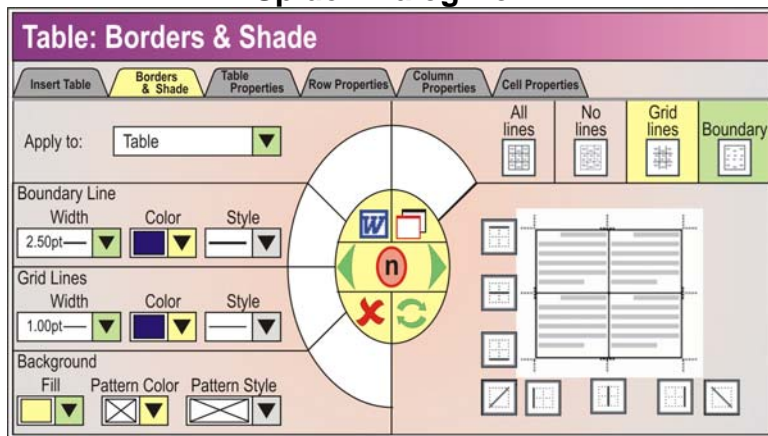 Table: Borders & Shade
Insert Table
Borders
& Shade
Table
Properties
Row Properties
Column
Properties
Cell Properties
Apply to:
Table
All
lines
No
lines
Grid
lines
Boundary
Boundary Line
Width
Color
Style
2.50pt
Grid Lines
Width
Color
Style
1.00pt
Background
Fill
Pattern Color
Pattern Style
W
n